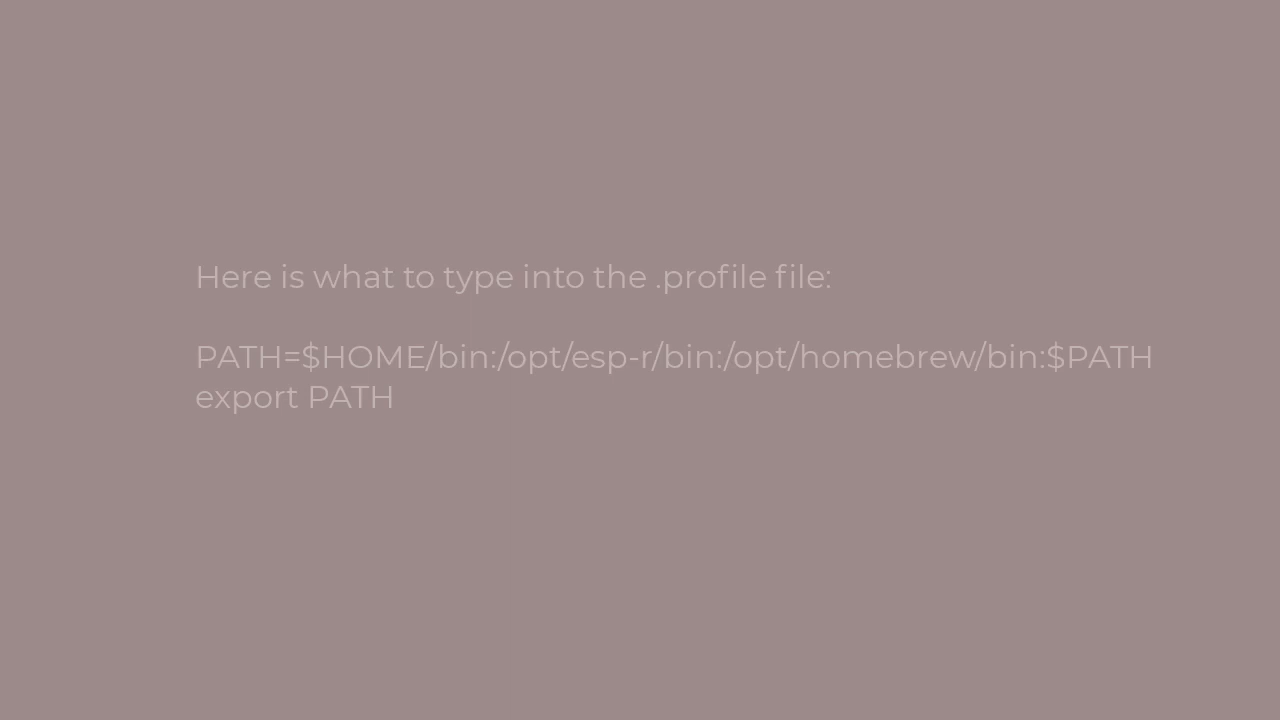 Here is what to type into the .profile file:
PATH=$HOME/bin:/opt/esp-r/bin:/opt/homebrew/bin:$PATH
export PATH